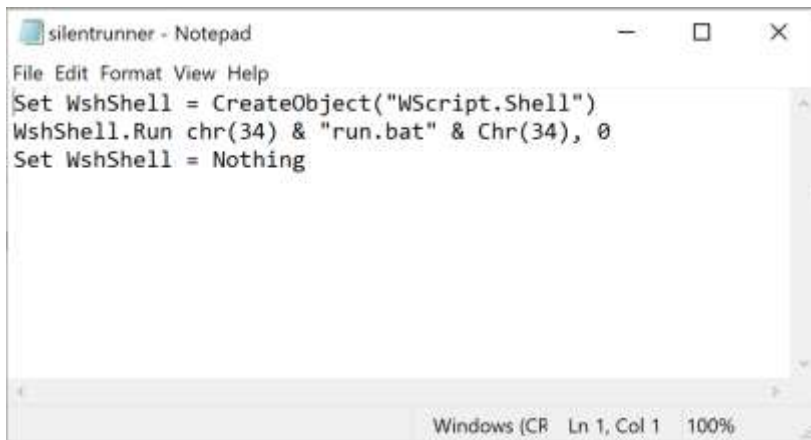 silentrunner - Notepad
File Edit Format View Help
Set WshShell = CreateObject("WScript.Shell")
WshShell.Run chr(34) & "run.bat" & Chr(34), 0
Set WshShell = Nothing
Windows (CR Ln 1, Col 1 100%